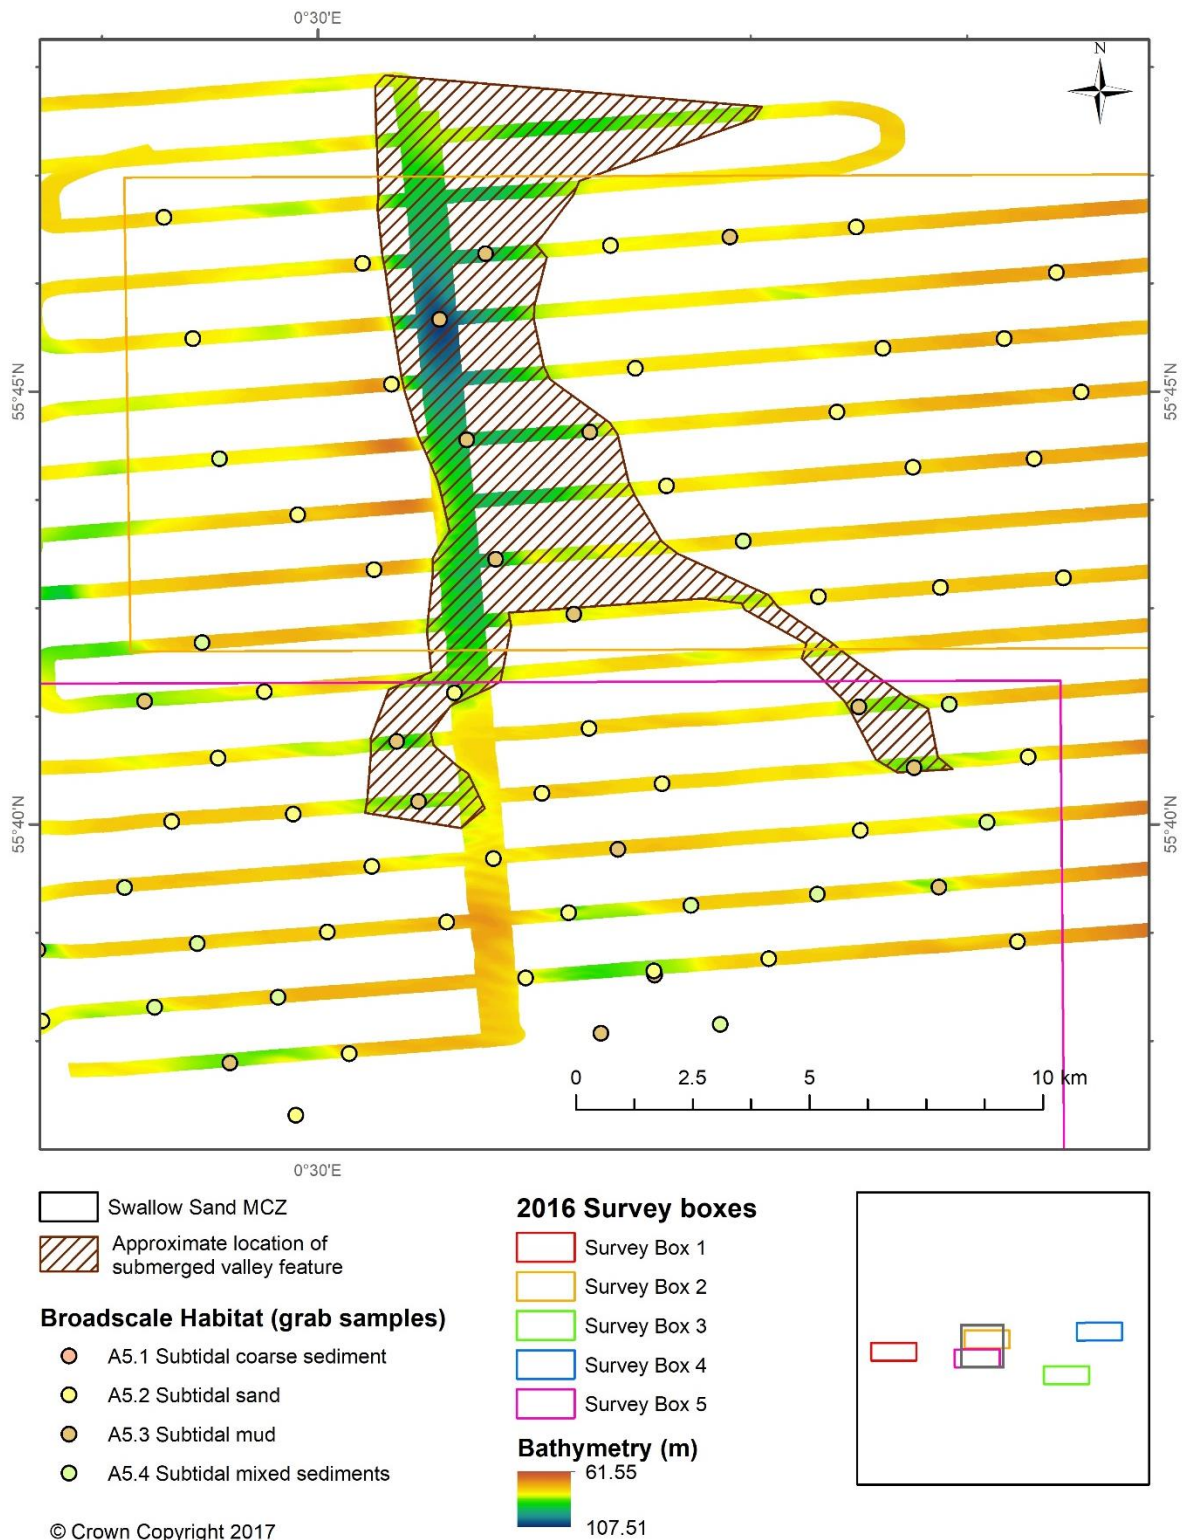 0°30'E
N
55°45'N
55°45'N
55°40'N
55°40'N
0
2.5
5
10 km
0°30'E
Swallow Sand MCZ
Approximate location of
submerged valley feature
Broadscale Habitat (grab samples)
A5.1 Subtidal coarse sediment
A5.2 Subtidal sand
A5.3 Subtidal mud
A5.4 Subtidal mixed sediments
© Crown Copyright 2017
2016 Survey boxes
Survey Box 1
Survey Box 2
Survey Box 3
Survey Box 4
Survey Box 5
Bathymetry (m)
61.55
107.51